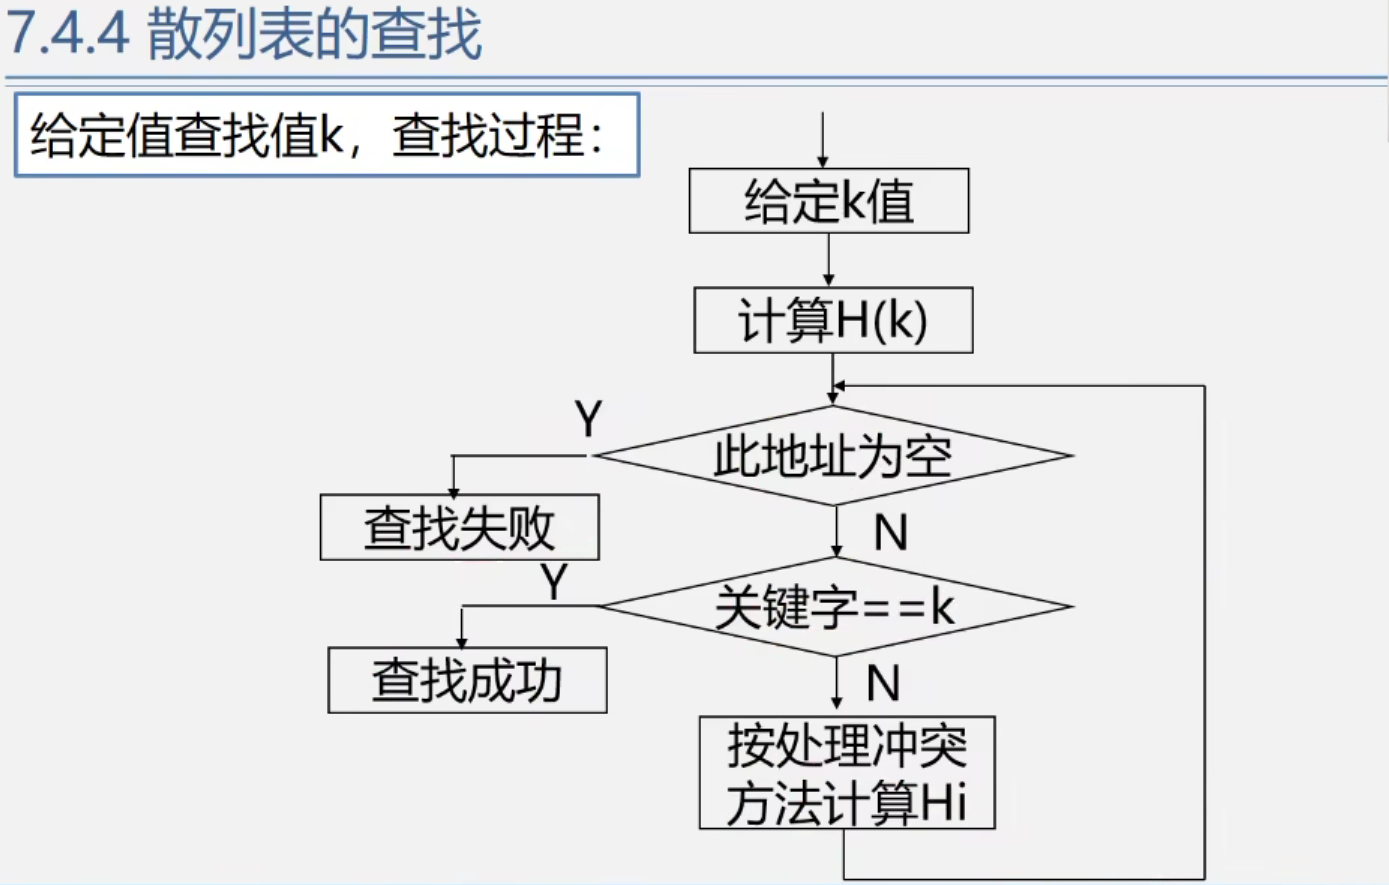 7.4.4 散列表的查找
给定值查找值k，查找过程：
给定k值
计算H(k)
Y
此地址为空
查找失败
N
Y
关键字==k
查找成功
N
按处理冲突
方法计算Hi